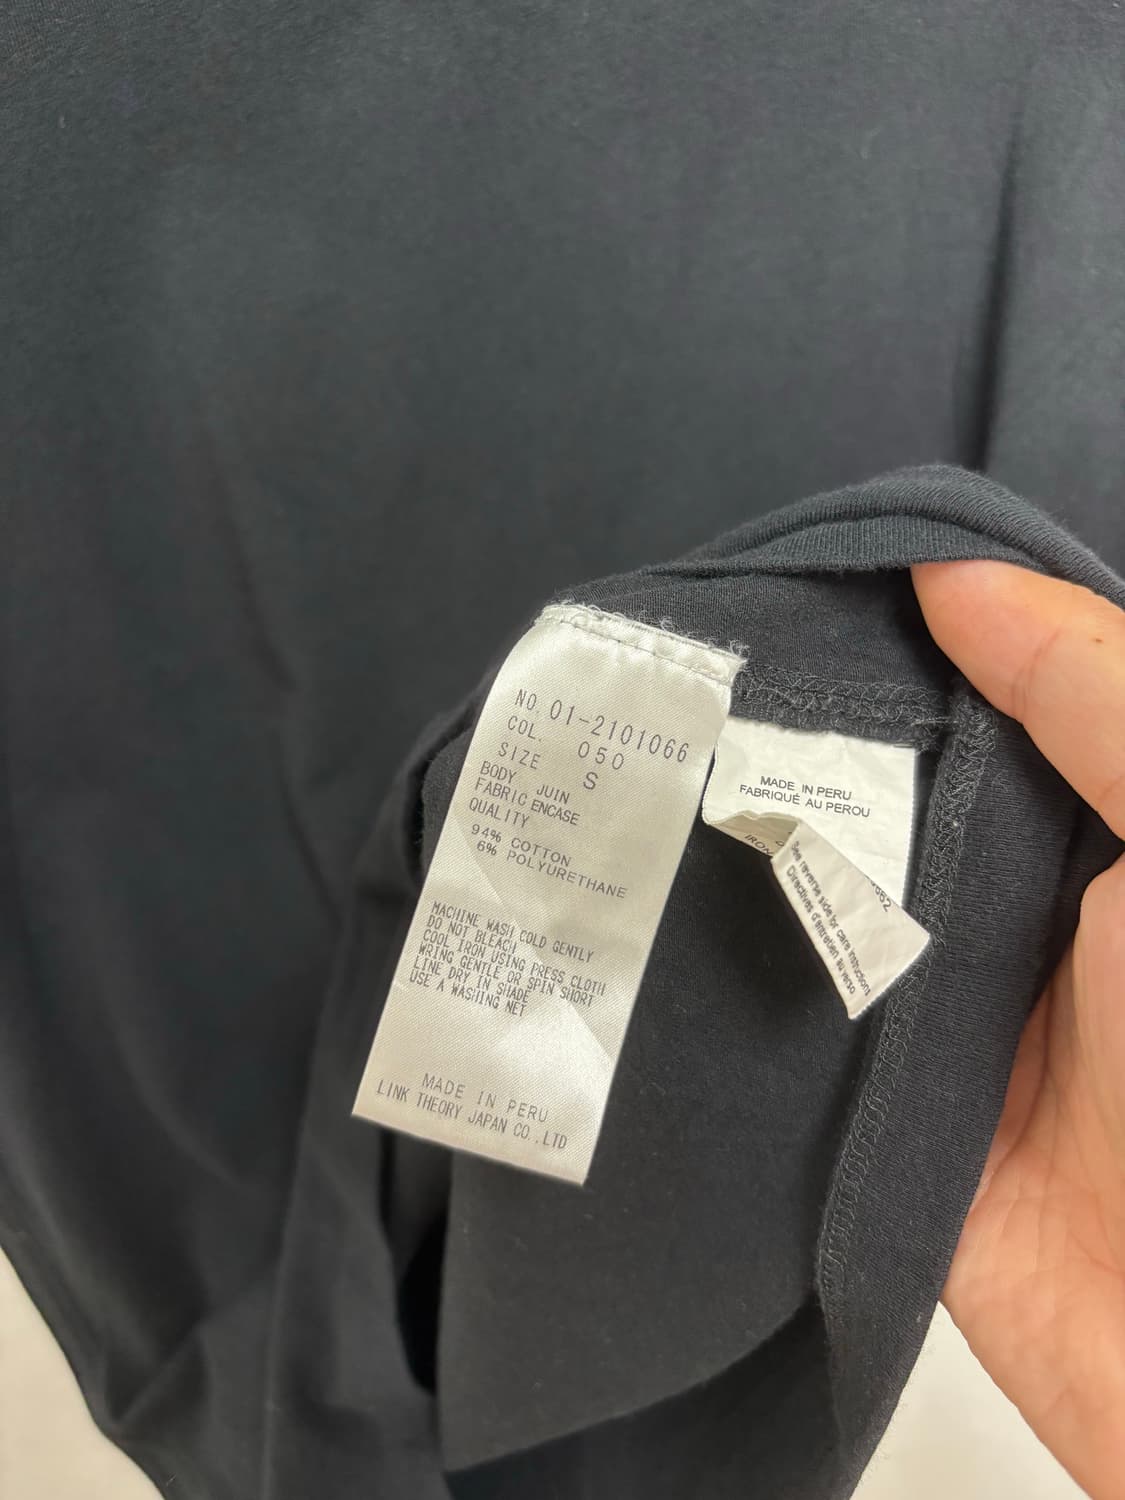 NO. 01-2101066
COL. 050
SIZE S
BODY JUIN
FABRIC ENCASE
QUALITY
94% COTTON
6% POLYURETHANE
MACHINE WASH COLD GENTLY
DO NOT BLEACH
COOL IRON USING PRESS CLOTH
WRING GENTLE OR SPIN SHORT
LINE DRY IN SHADE
USE A WASHING NET
MADE IN PERU
LINK THEORY JAPAN CO.,LTD
MADE IN PERU
FABRIQUÉ AU PEROU
IRON
See reverse side for care instructions
Directives d'entretien au verso